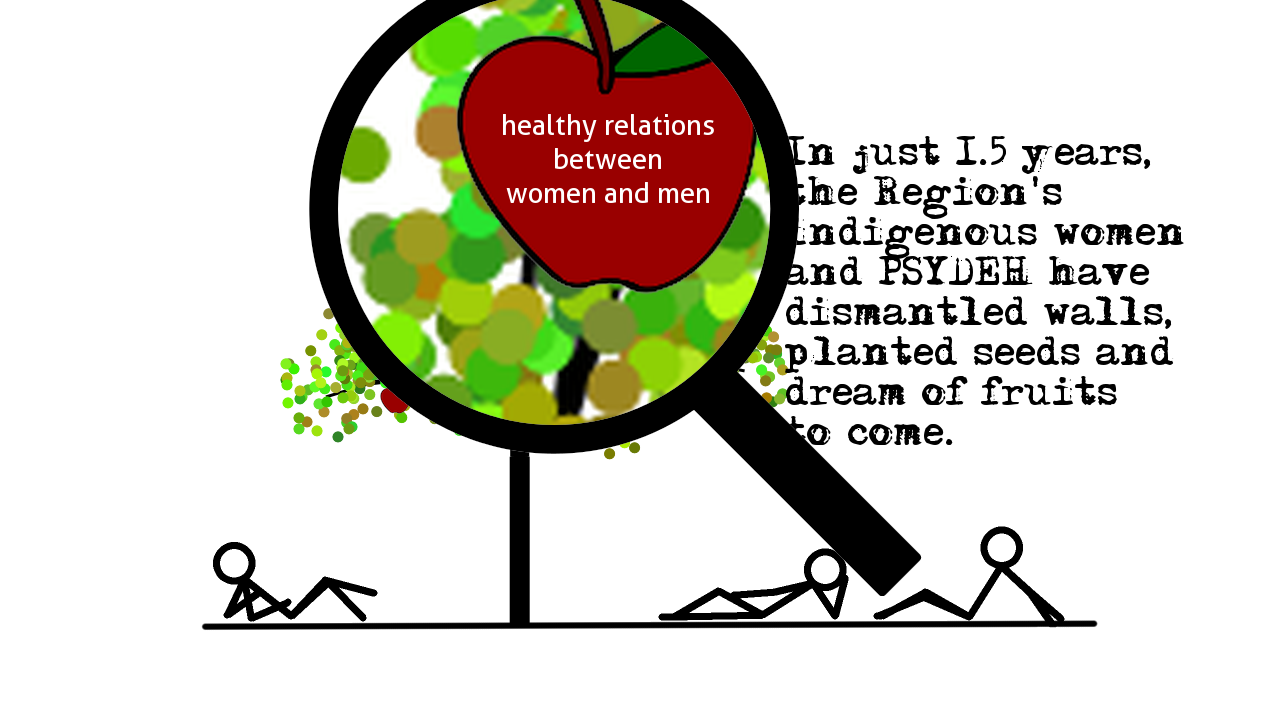 healthy relations
between
women and men
In just 1.5 years,
the Region's
indigenous women
and PSYDEH have
dismantled walls,
planted seeds and
dream of fruits
to come.